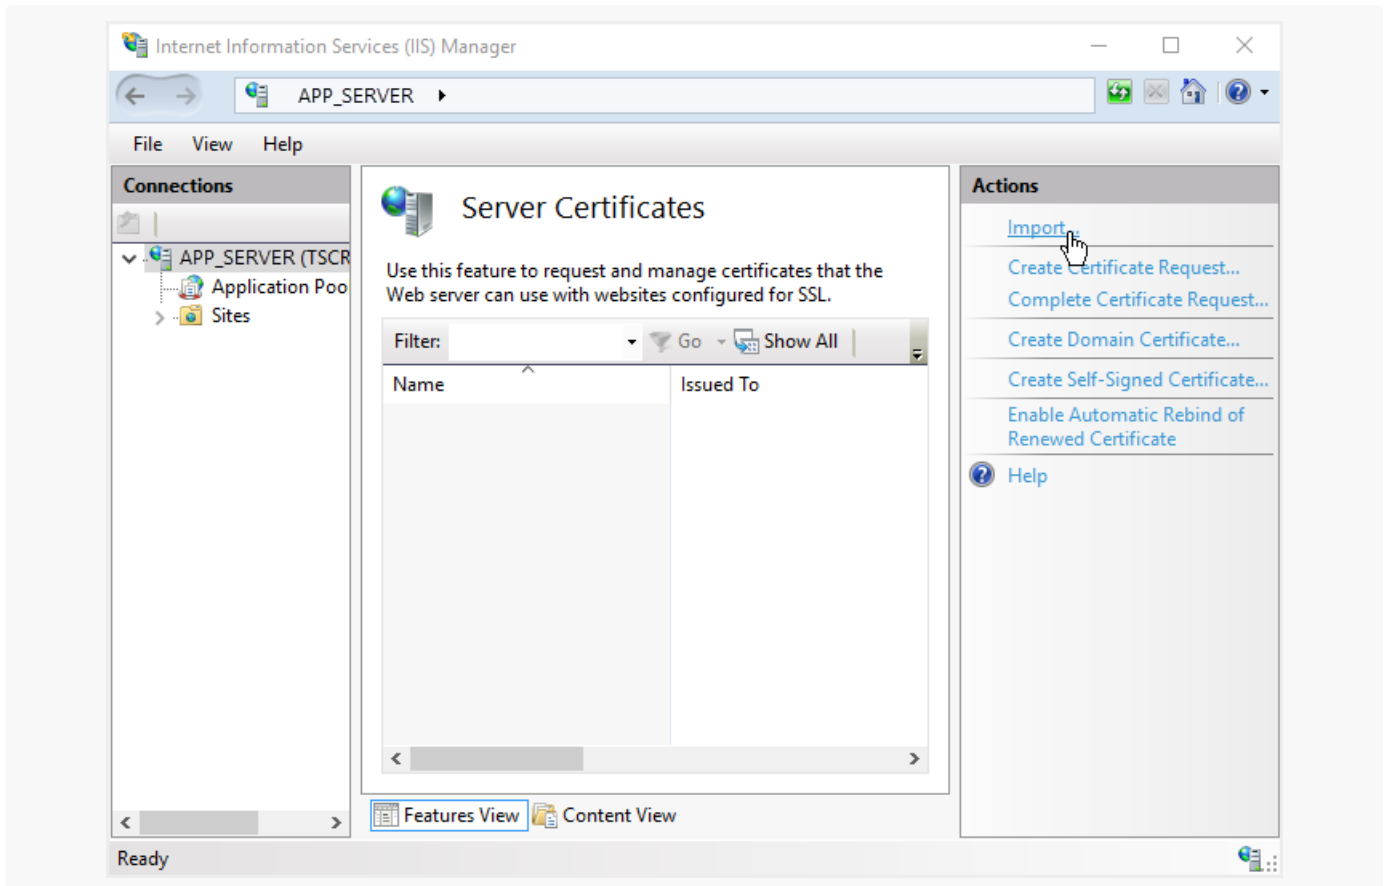 Internet Information Services (IIS) Manager
APP_SERVER
File View Help
Connections
APP_SERVER (TSCR
Application Poo
Sites
Server Certificates
Use this feature to request and manage certificates that the
Web server can use with websites configured for SSL.
Filter: Go Show All
Name Issued To
Features View Content View
Actions
Import...
Create Certificate Request...
Complete Certificate Request...
Create Domain Certificate...
Create Self-Signed Certificate...
Enable Automatic Rebind of
Renewed Certificate
Help
Ready